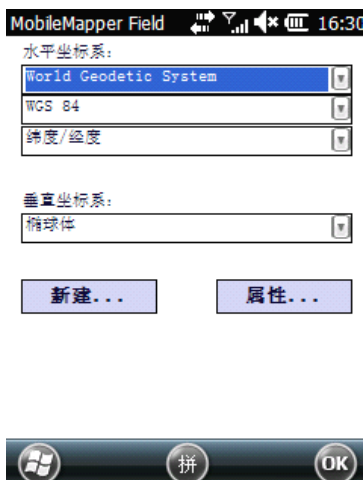 MobileMapper Field 16:30
水平坐标系:
World Geodetic System
WGS 84
纬度/经度
垂直坐标系:
椭球体
新建...
属性...
拼
OK